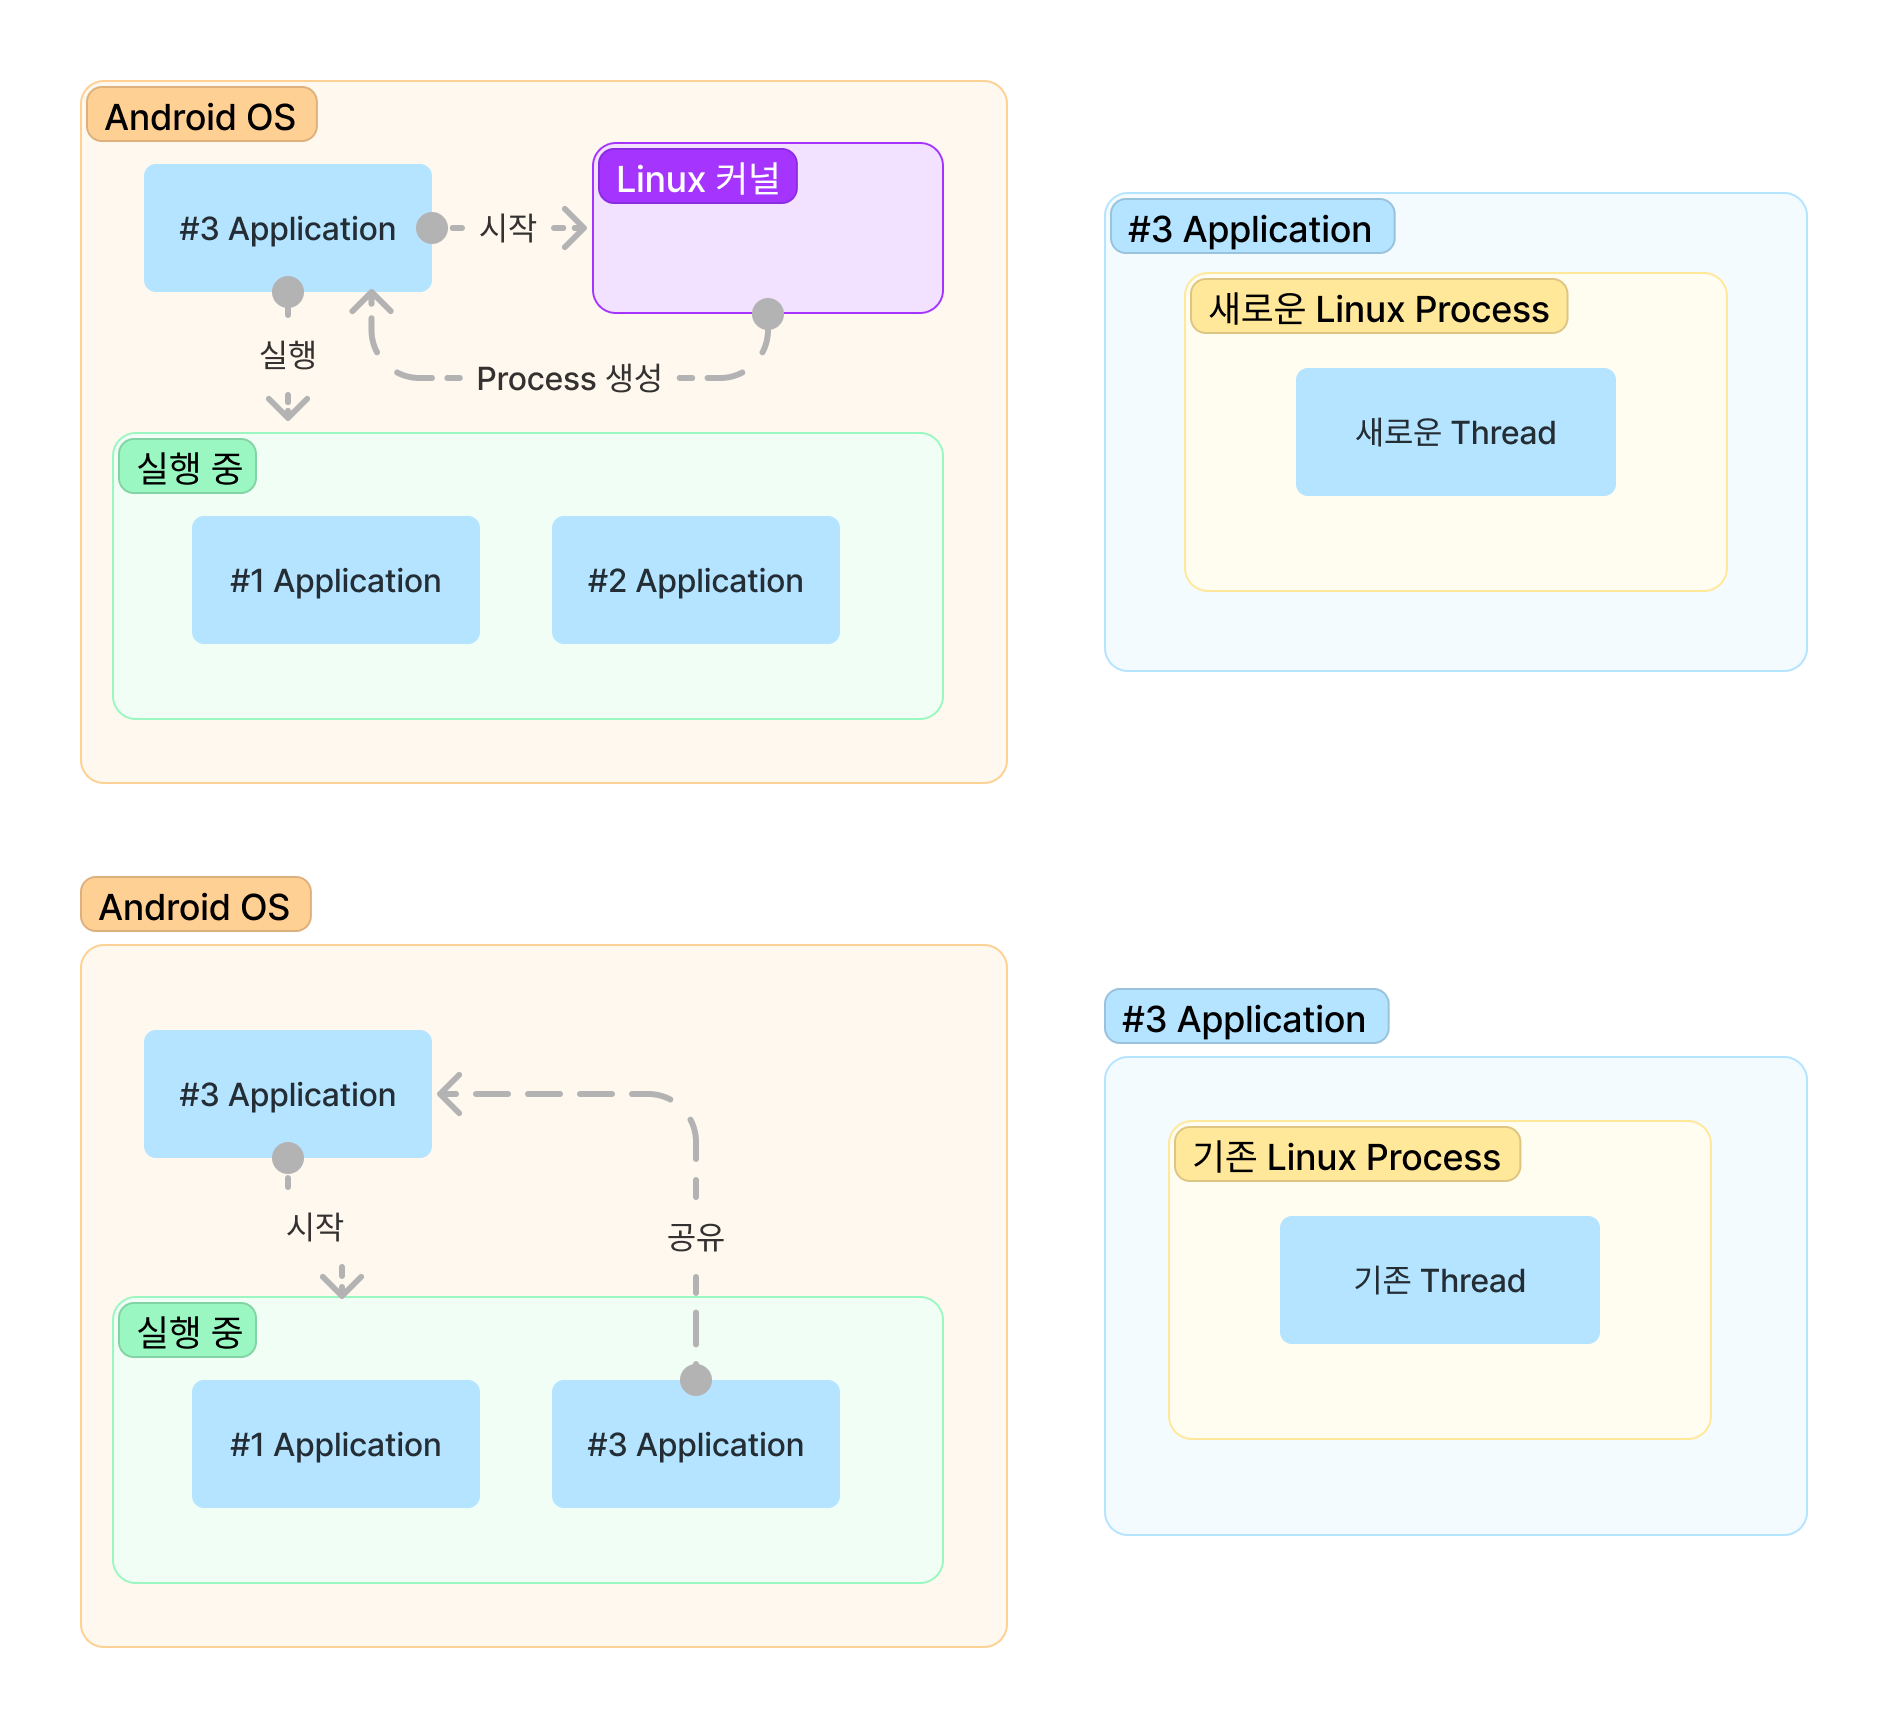 Android OS
#3 Application
시작
Linux 커널
실행
Process 생성
실행 중
#1 Application
#2 Application
#3 Application
새로운 Linux Process
새로운 Thread
Android OS
#3 Application
시작
공유
실행 중
#1 Application
#3 Application
#3 Application
기존 Linux Process
기존 Thread